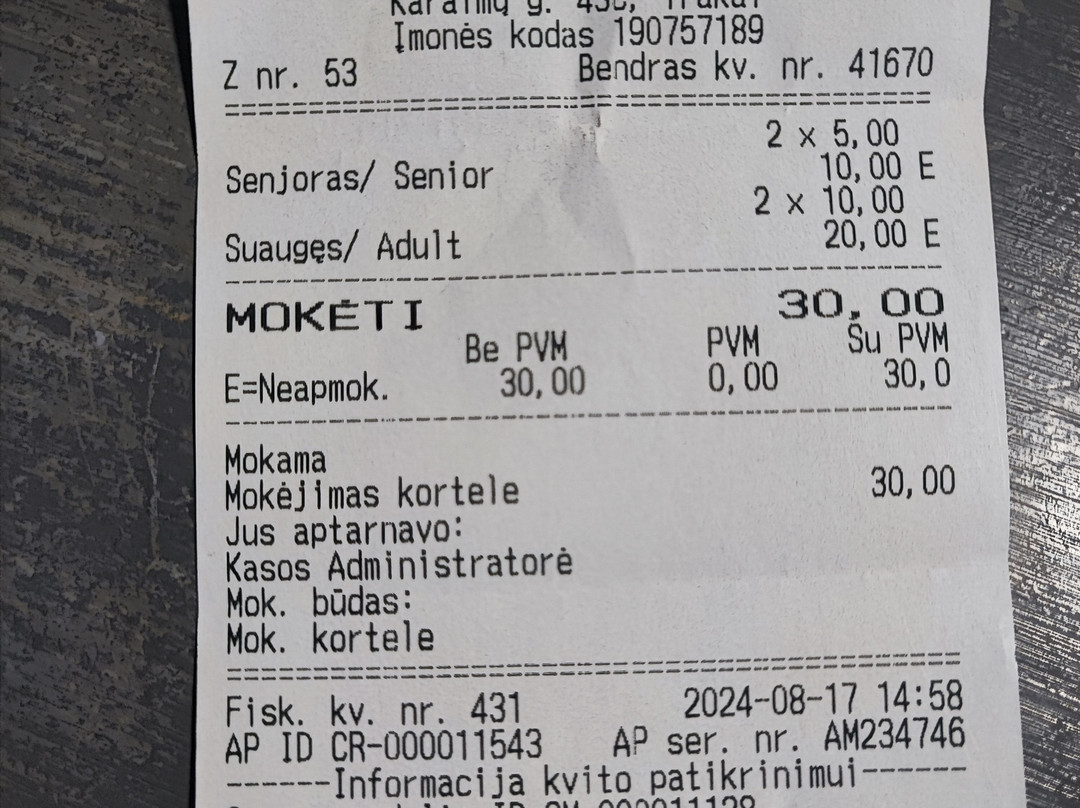 Karaimų g. 43, Trakai
Įmonės kodas 190757189
Z nr. 53 Bendras kv. nr. 41670
2 x 5,00
Senjoras/ Senior 10,00 E
2 x 10,00
Suaugęs/ Adult 20,00 E
MOKĖTI 30,00
Be PVM PVM Su PVM
E=Neapmok. 30,00 0,00 30,0
Mokama
Mokėjimas kortele 30,00
Jus aptarnavo:
Kasos Administratorė
Mok. būdas:
Mok. kortele
Fisk. kv. nr. 431 2024-08-17 14:58
AP ID CR-000011543 AP ser. nr. AM234746
------Informacija kvito patikrinimui------